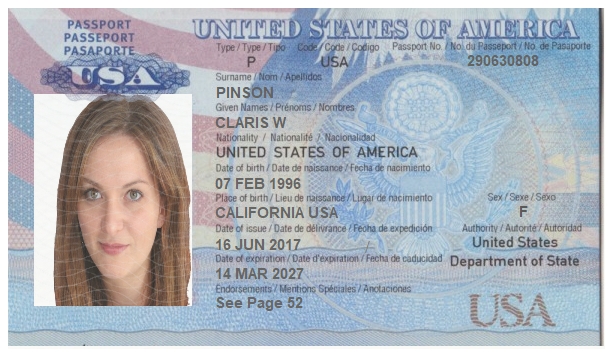 PASSPORT
PASSEPORT
PASAPORTE
USA
UNITED STATES OF AMERICA
Type / Type / Tipo Code / Code / Codigo Passport No. / No. du Passeport / No. de Pasaporte
P USA 290630808
Surname / Nom / Apellidos
PINSON
Given Names / Prénoms / Nombres
CLARIS W
Nationality / Nationalité / Nacionalidad
UNITED STATES OF AMERICA
Date of birth / Date de naissance / Fecha de nacimiento
07 FEB 1996
Place of birth / Lieu de naissance / Lugar de nacimiento Sex / Sexe / Sexo
CALIFORNIA USA F
Date of issue / Date de délivrance / Fecha de expedición Authority / Autorité / Autoridad
16 JUN 2017 United States
Date of expiration / Date d'expiration / Fecha de caducidad Department of State
14 MAR 2027
Endorsements / Mentions Spéciales / Anotaciones
See Page 52
USA